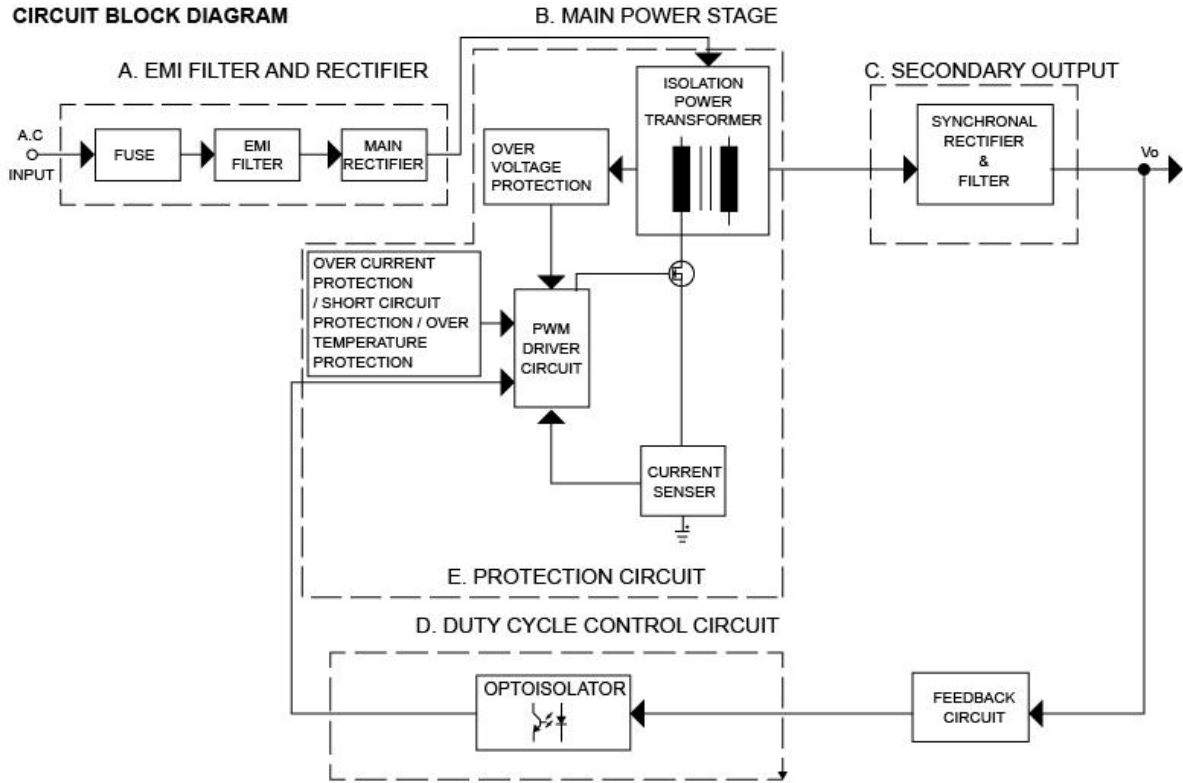 CIRCUIT BLOCK DIAGRAM
B. MAIN POWER STAGE
A. EMI FILTER AND RECTIFIER
C. SECONDARY OUTPUT
A.C
INPUT
FUSE
EMI
FILTER
MAIN
RECTIFIER
ISOLATION
POWER
TRANSFORMER
OVER
VOLTAGE
PROTECTION
SYNCHRONAL
RECTIFIER
&
FILTER
Vo
OVER CURRENT
PROTECTION
/ SHORT CIRCUIT
PROTECTION / OVER
TEMPERATURE
PROTECTION
PWM
DRIVER
CIRCUIT
CURRENT
SENSER
E. PROTECTION CIRCUIT
D. DUTY CYCLE CONTROL CIRCUIT
OPTOISOLATOR
FEEDBACK
CIRCUIT